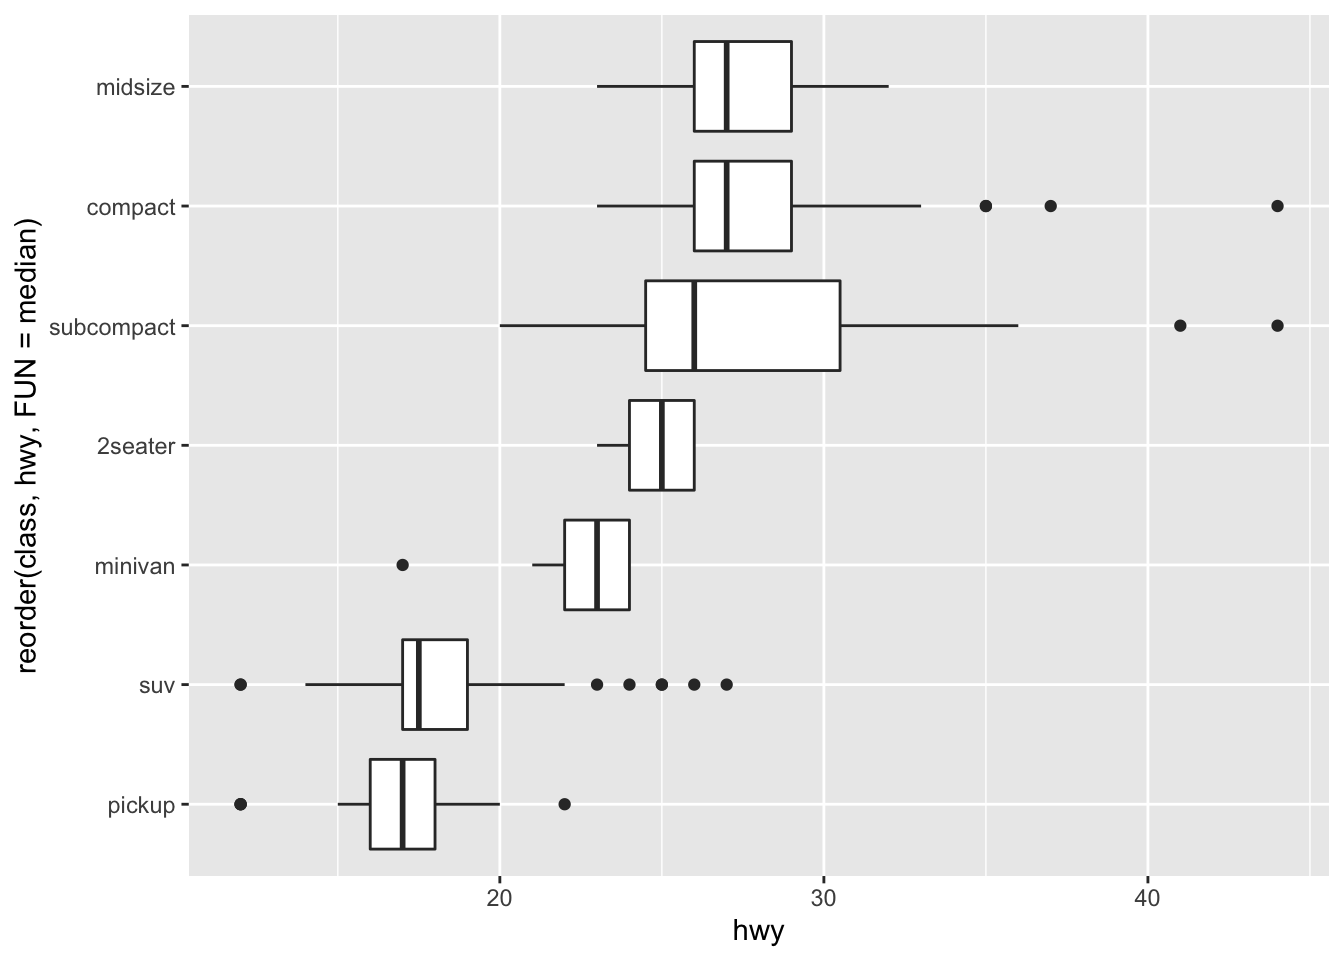 reorder(class, hwy, FUN = median)
midsize
compact
subcompact
2seater
minivan
suv
pickup
20 30 40
hwy